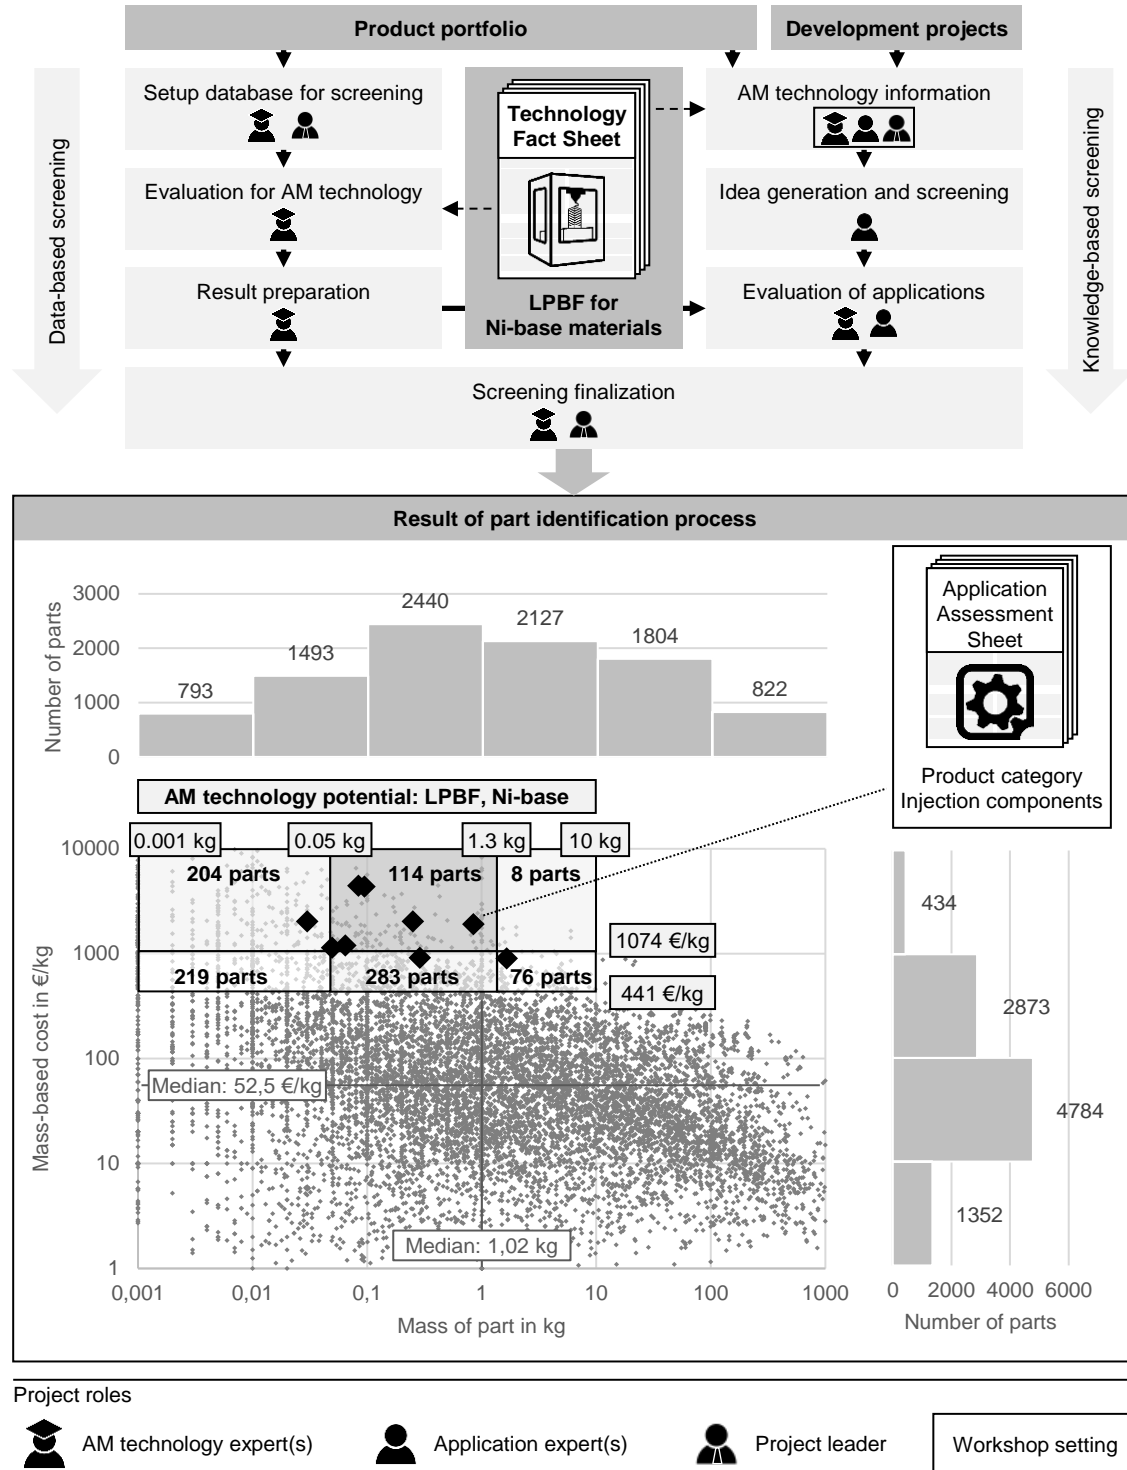 Product portfolio
Development projects
Data-based screening
Setup database for screening
Evaluation for AM technology
Result preparation
Technology
Fact Sheet
LPBF for
Ni-base materials
AM technology information
Idea generation and screening
Evaluation of applications
Knowledge-based screening
Screening finalization
Result of part identification process
Number of parts
3000
2000
1000
0
793
1493
2440
2127
1804
822
Application
Assessment
Sheet
Product category
Injection components
AM technology potential: LPBF, Ni-base
0.001 kg
0.05 kg
1.3 kg
10 kg
204 parts
114 parts
8 parts
219 parts
283 parts
76 parts
1074 €/kg
441 €/kg
Mass-based cost in €/kg
10000
1000
100
10
1
Median: 52,5 €/kg
Median: 1,02 kg
0,001
0,01
0,1
1
10
100
1000
Mass of part in kg
434
2873
4784
1352
0
2000
4000
6000
Number of parts
Project roles
AM technology expert(s)
Application expert(s)
Project leader
Workshop setting